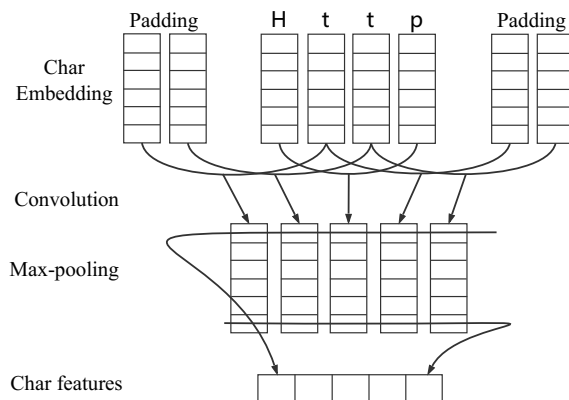 Padding H t t p Padding
Char
Embedding
Convolution
Max-pooling
Char features